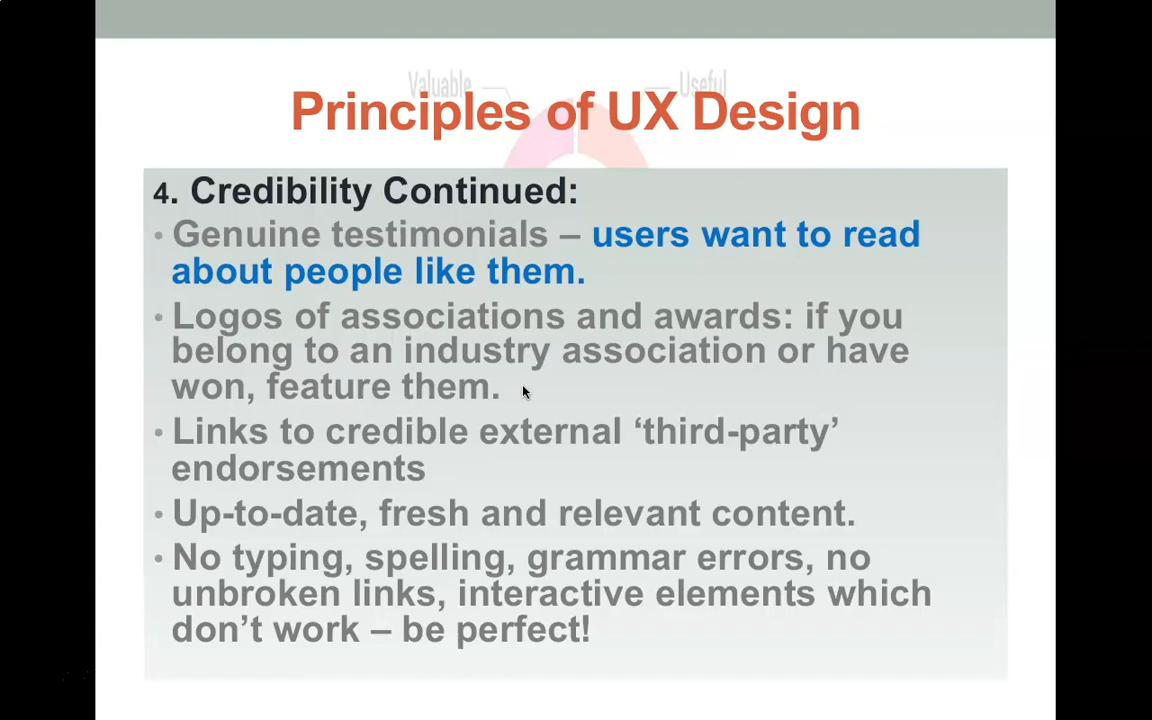 Valuable
Useful
Principles of UX Design
4. Credibility Continued:
• Genuine testimonials – users want to read
about people like them.
• Logos of associations and awards: if you
belong to an industry association or have
won, feature them.
• Links to credible external ‘third-party’
endorsements
• Up-to-date, fresh and relevant content.
• No typing, spelling, grammar errors, no
unbroken links, interactive elements which
don’t work – be perfect!